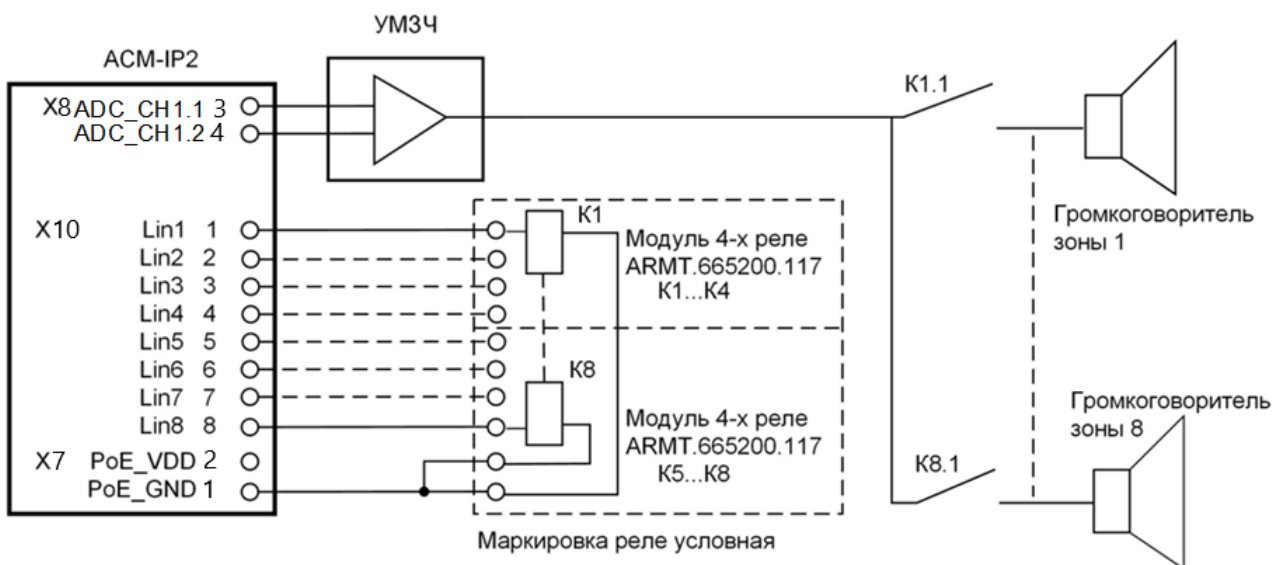 УМЗЧ
ACM-IP2
X8 ADC_CH1.1 3
ADC_CH1.2 4
K1.1
Громкоговоритель
зоны 1
X10 Lin1 1
Lin2 2
Lin3 3
Lin4 4
Lin5 5
Lin6 6
Lin7 7
Lin8 8
X7 PoE_VDD 2
PoE_GND 1
K1
Модуль 4-х реле
ARMT.665200.117
K1...K4
K8
Модуль 4-х реле
ARMT.665200.117
K5...K8
K8.1
Громкоговоритель
зоны 8
Маркировка реле условная